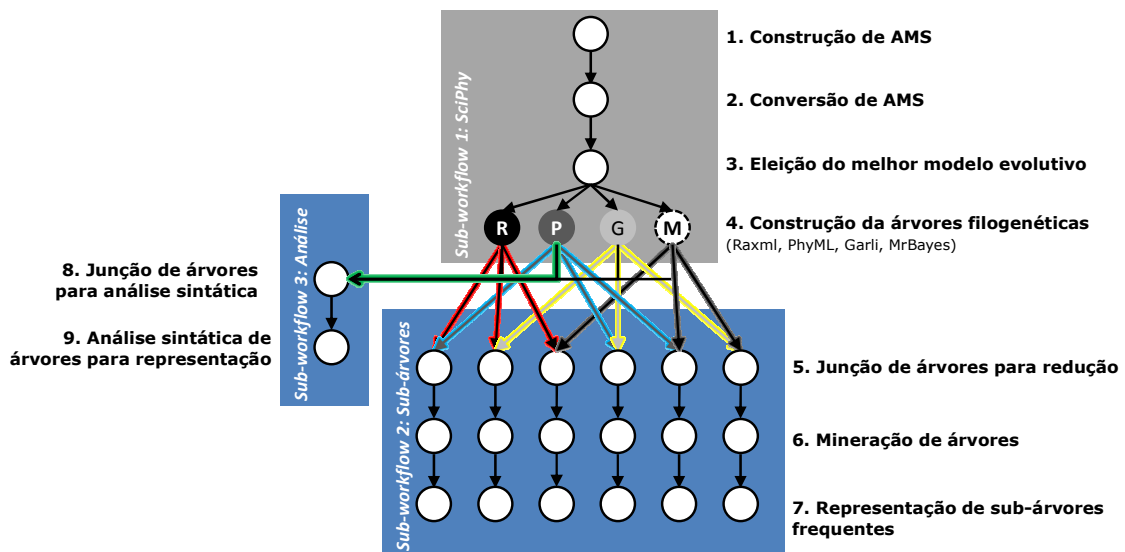 1. Construção de AMS
2. Conversão de AMS
3. Eleição do melhor modelo evolutivo
4. Construção da árvores filogenéticas
(Raxml, PhyML, Garli, MrBayes)
Sub-workflow 1: SciPhy
R
P
G
M
Sub-workflow 3: Análise
8. Junção de árvores
para análise sintática
9. Análise sintática de
árvores para representação
Sub-workflow 2: Sub-árvores
5. Junção de árvores para redução
6. Mineração de árvores
7. Representação de sub-árvores
frequentes